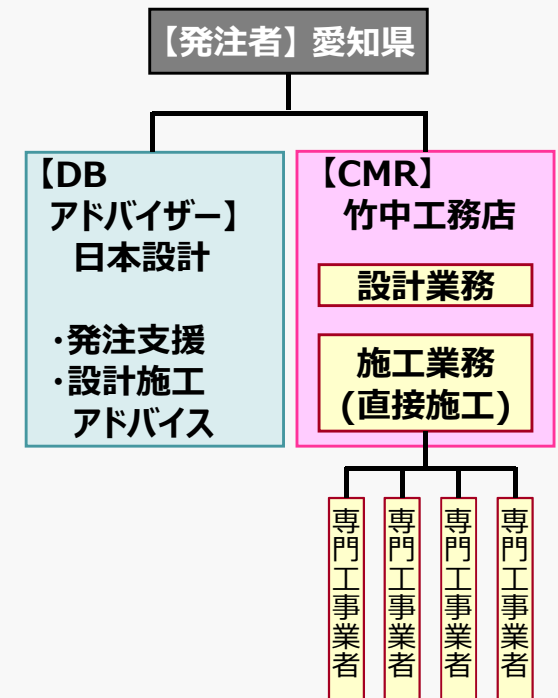 【発注者】愛知県
【DB
アドバイザー】
日本設計
・発注支援
・設計施工
アドバイス
【CMR】
竹中工務店
設計業務
施工業務
(直接施工)
専門工事業者
専門工事業者
専門工事業者
専門工事業者